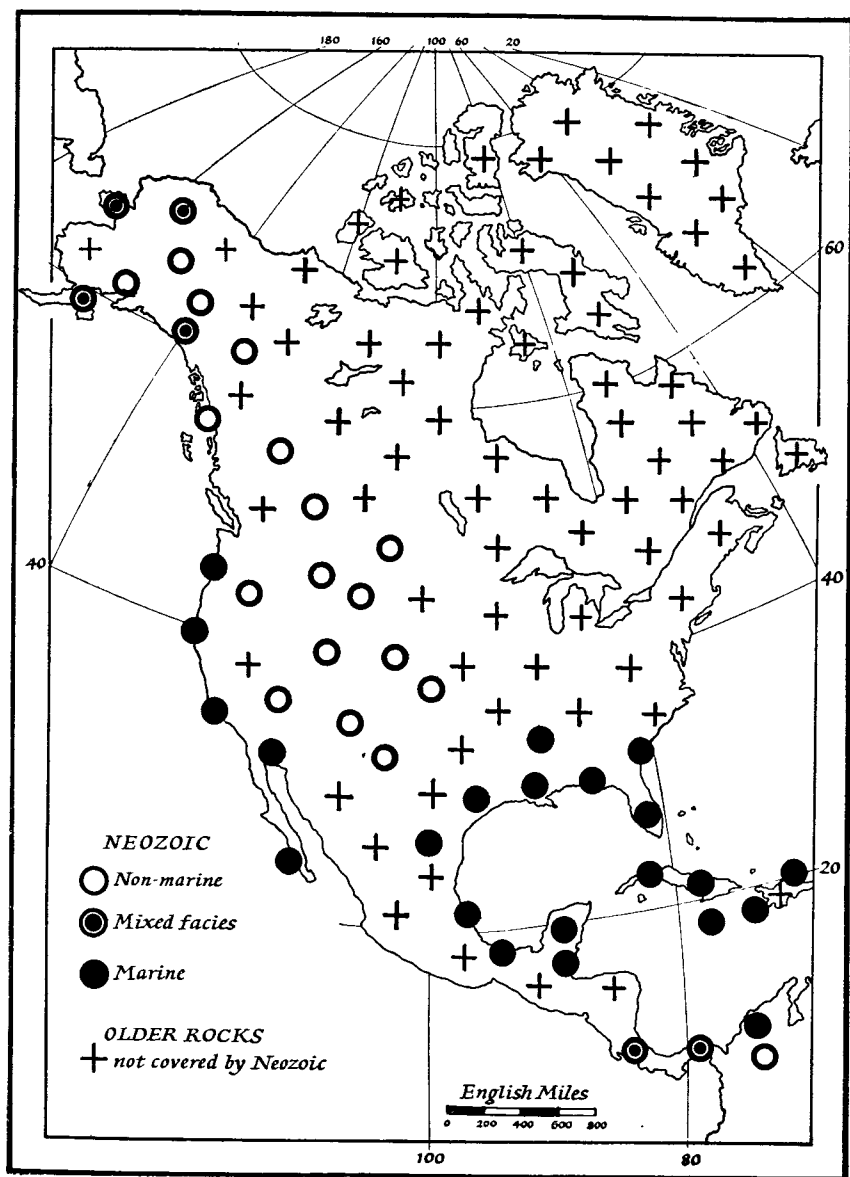 180 160 100 60 20
60
40 40
NEOZOIC
Non-marine
Mixed facies
Marine
20
OLDER ROCKS
not covered by Neozoic
English Miles
0 200 400 600 800
100 80